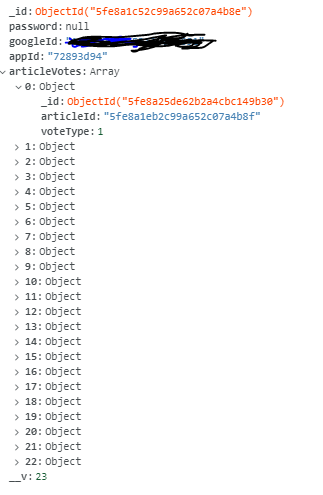 _id:ObjectId("5fe8a1c52c99a652c07a4b8e")
password:null
googleId:
appId:"72893d94"
articleVotes:Array
0:Object
_id:ObjectId("5fe8a25de62b2a4cbc149b30")
articleId:"5fe8a1eb2c99a652c07a4b8f"
voteType:1
1:Object
2:Object
3:Object
4:Object
5:Object
6:Object
7:Object
8:Object
9:Object
10:Object
11:Object
12:Object
13:Object
14:Object
15:Object
16:Object
17:Object
18:Object
19:Object
20:Object
21:Object
22:Object
__v:23